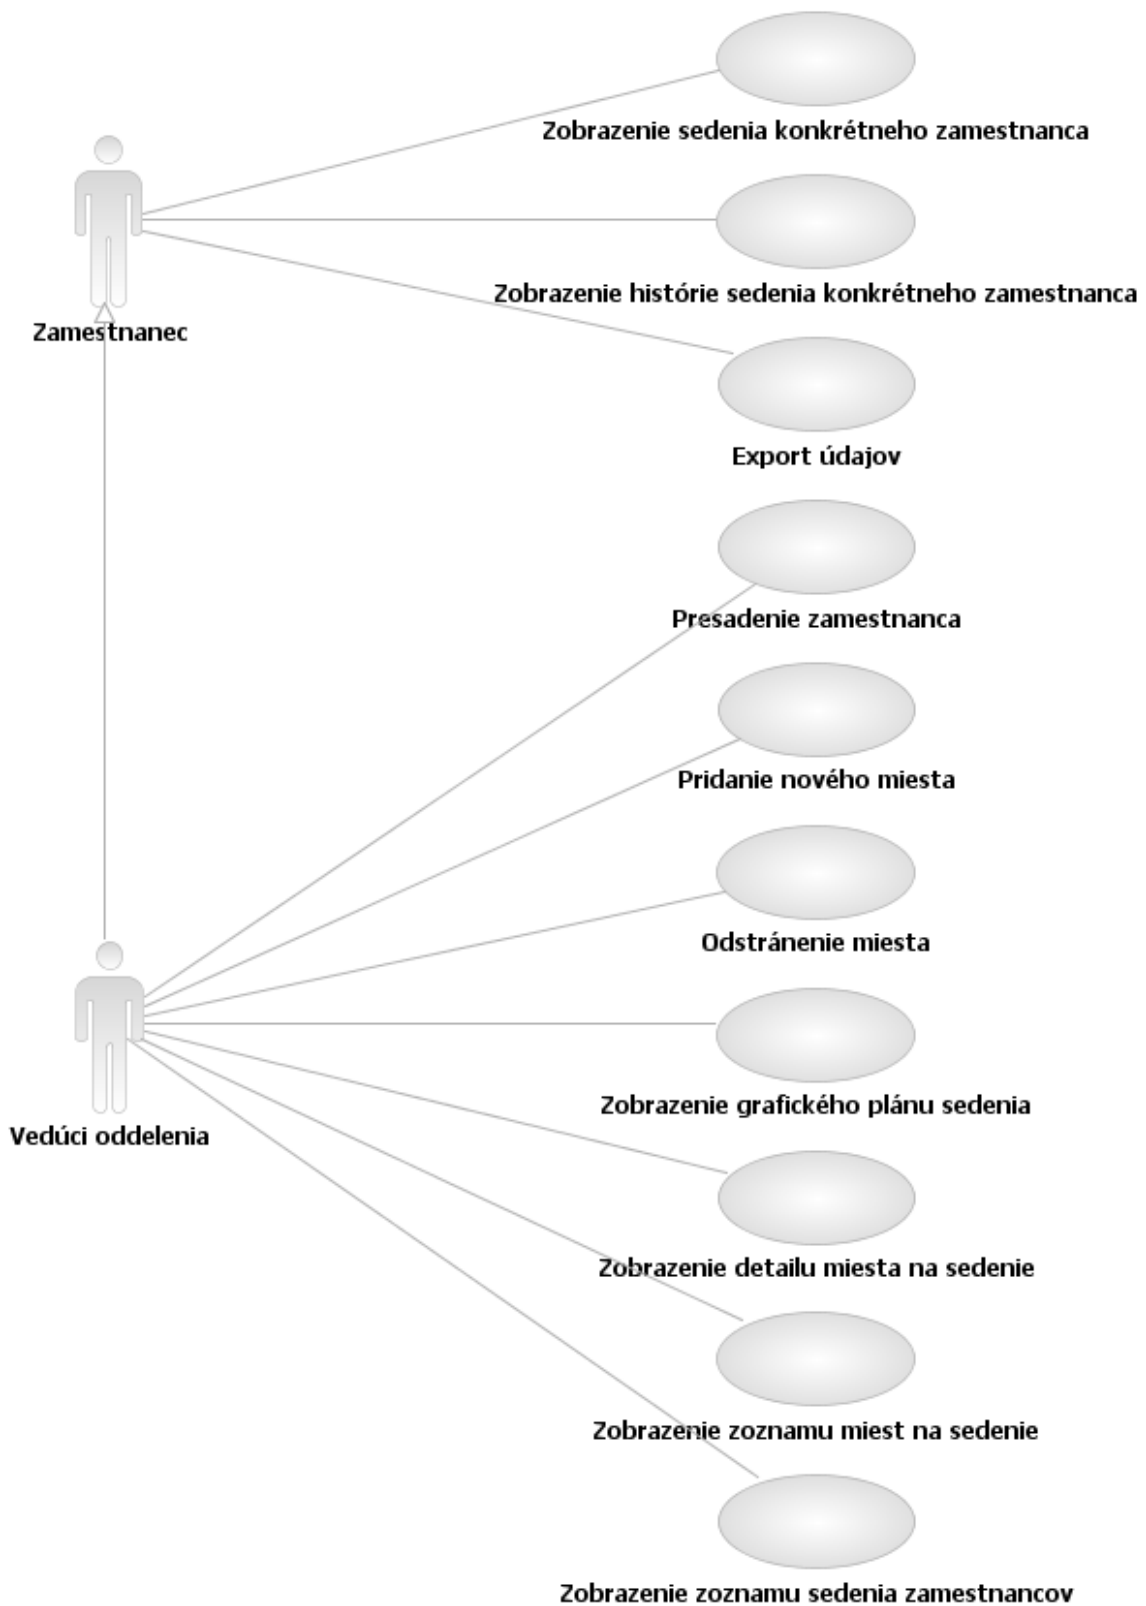 Zobrazenie sedenia konkrétneho zamestnanca
Zobrazenie histórie sedenia konkrétneho zamestnanca
Zamestnanec
Export údajov
Presadenie zamestnanca
Pridanie nového miesta
Odstránenie miesta
Zobrazenie grafického plánu sedenia
Vedúci oddelenia
Zobrazenie detailu miesta na sedenie
Zobrazenie zoznamu miest na sedenie
Zobrazenie zoznamu sedenia zamestnancov